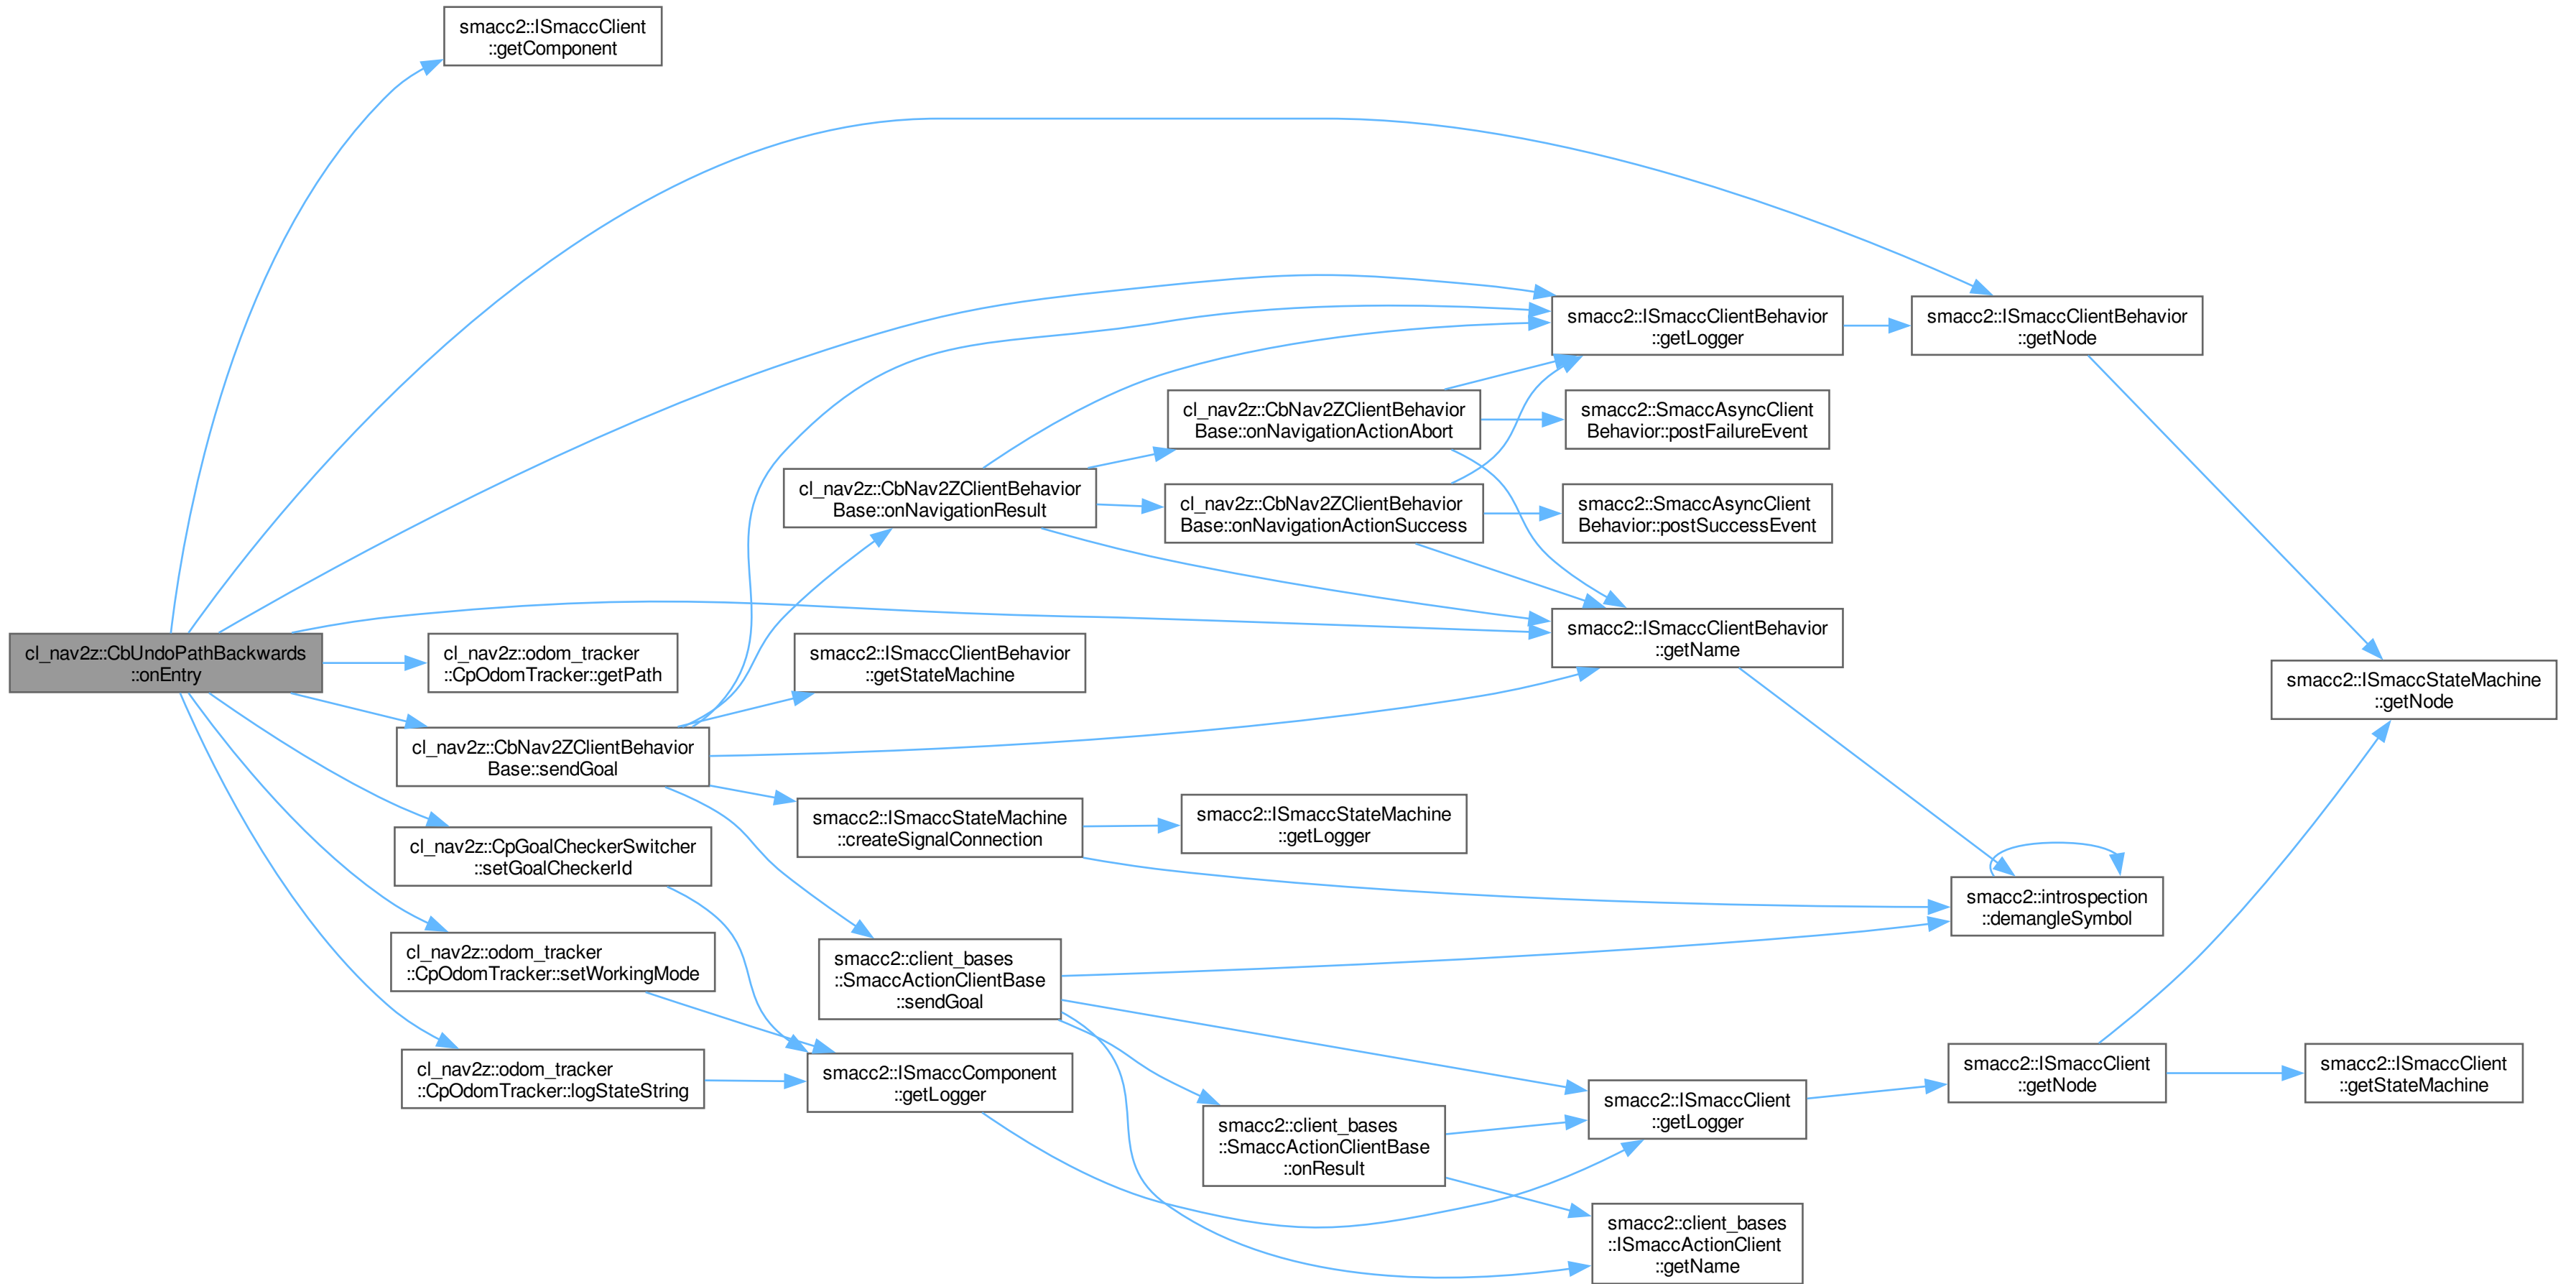 smacc2::ISmaccClient
::getComponent
smacc2::ISmaccClientBehavior
::getLogger
smacc2::ISmaccClientBehavior
::getNode
cl_nav2z::CbNav2ZClientBehavior
Base::onNavigationActionAbort
smacc2::SmaccAsyncClient
Behavior::postFailureEvent
cl_nav2z::CbNav2ZClientBehavior
Base::onNavigationResult
cl_nav2z::CbNav2ZClientBehavior
Base::onNavigationActionSuccess
smacc2::SmaccAsyncClient
Behavior::postSuccessEvent
cl_nav2z::CbUndoPathBackwards
::onEntry
cl_nav2z::odom_tracker
::CpOdomTracker::getPath
smacc2::ISmaccClientBehavior
::getStateMachine
smacc2::ISmaccClientBehavior
::getName
smacc2::ISmaccStateMachine
::getNode
cl_nav2z::CbNav2ZClientBehavior
Base::sendGoal
smacc2::ISmaccStateMachine
::createSignalConnection
smacc2::ISmaccStateMachine
::getLogger
cl_nav2z::CpGoalCheckerSwitcher
::setGoalCheckerId
smacc2::introspection
::demangleSymbol
cl_nav2z::odom_tracker
::CpOdomTracker::setWorkingMode
smacc2::client_bases
::SmaccActionClientBase
::sendGoal
cl_nav2z::odom_tracker
::CpOdomTracker::logStateString
smacc2::ISmaccComponent
::getLogger
smacc2::ISmaccClient
::getLogger
smacc2::ISmaccClient
::getNode
smacc2::ISmaccClient
::getStateMachine
smacc2::client_bases
::SmaccActionClientBase
::onResult
smacc2::client_bases
::ISmaccActionClient
::getName